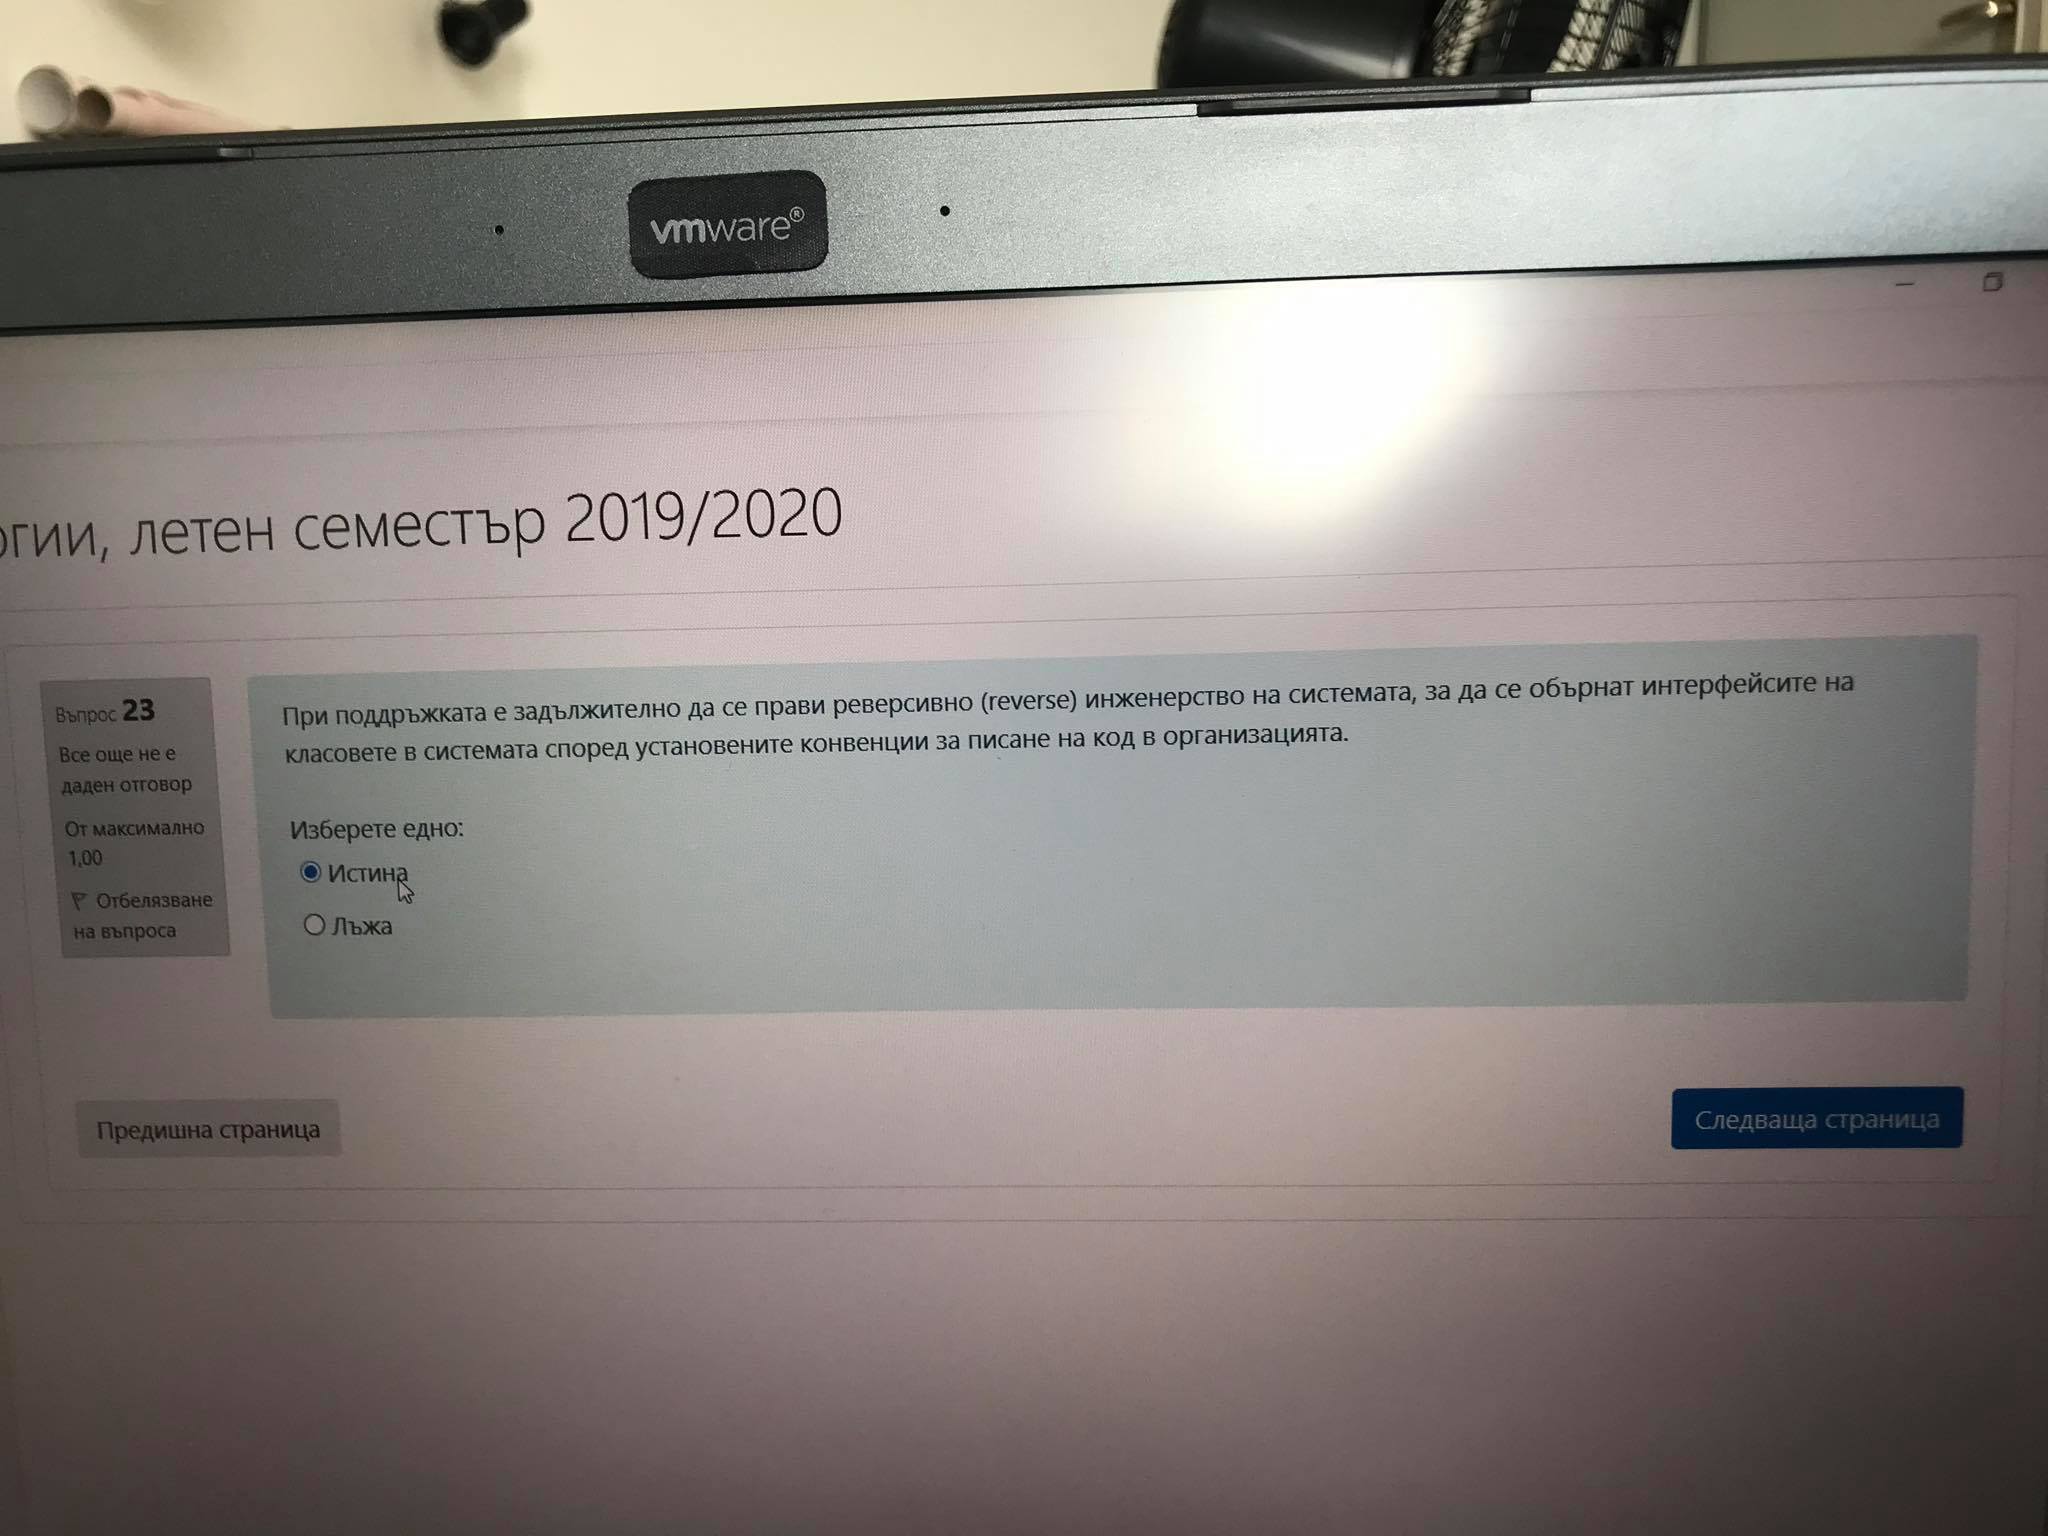 vmware®
огии, летен семестър 2019/2020
Въпрос 23
Все още не е
даден отговор
От максимално
1,00
Отбелязване
на въпроса
При поддръжката е задължително да се прави реверсивно (reverse) инженерство на системата, за да се обърнат интерфейсите на
класовете в системата според установените конвенции за писане на код в организацията.
Изберете едно:
Истина
Лъжа
Предишна страница
Следваща страница